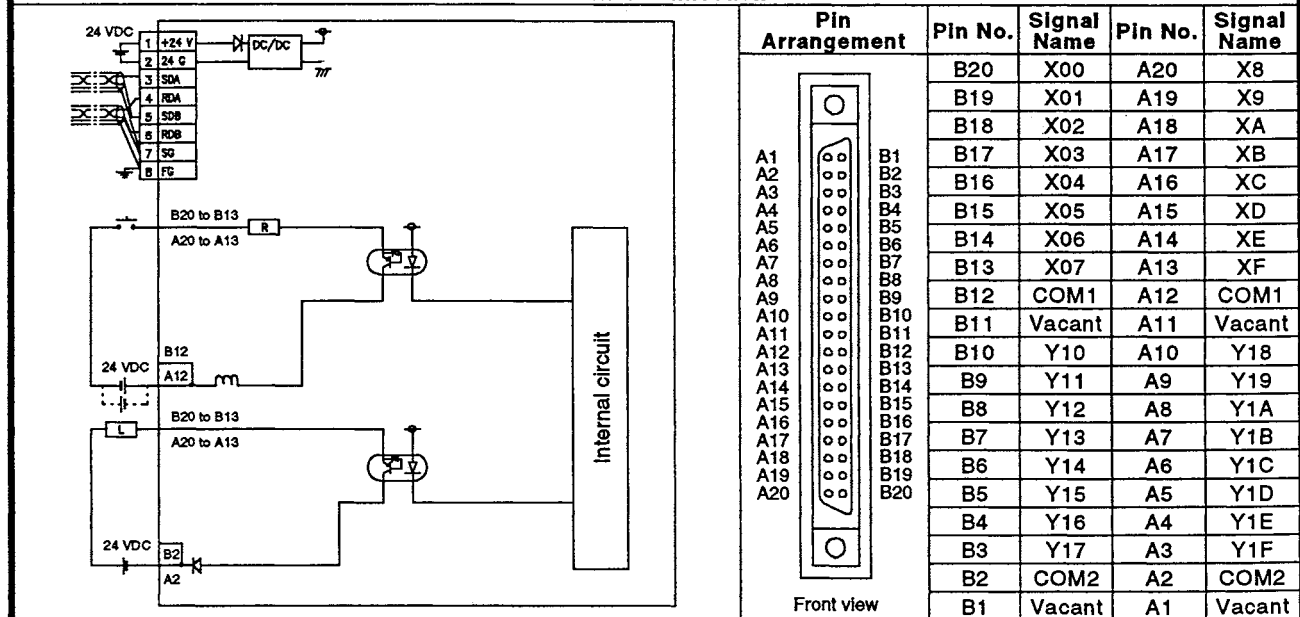 24 VDC
1 +24 V
2 24 G
3 SDA
4 RDA
5 SDB
6 RDB
7 SG
8 FG
DC/DC
B20 to B13
R
A20 to A13
B12
24 VDC
A12
B20 to B13
L
A20 to A13
24 VDC
B2
A2
Internal circuit
Pin Arrangement
A1 B1
A2 B2
A3 B3
A4 B4
A5 B5
A6 B6
A7 B7
A8 B8
A9 B9
A10 B10
A11 B11
A12 B12
A13 B13
A14 B14
A15 B15
A16 B16
A17 B17
A18 B18
A19 B19
A20 B20
Front view
Pin No. Signal Name Pin No. Signal Name
B20 X00 A20 X8
B19 X01 A19 X9
B18 X02 A18 XA
B17 X03 A17 XB
B16 X04 A16 XC
B15 X05 A15 XD
B14 X06 A14 XE
B13 X07 A13 XF
B12 COM1 A12 COM1
B11 Vacant A11 Vacant
B10 Y10 A10 Y18
B9 Y11 A9 Y19
B8 Y12 A8 Y1A
B7 Y13 A7 Y1B
B6 Y14 A6 Y1C
B5 Y15 A5 Y1D
B4 Y16 A4 Y1E
B3 Y17 A3 Y1F
B2 COM2 A2 COM2
B1 Vacant A1 Vacant